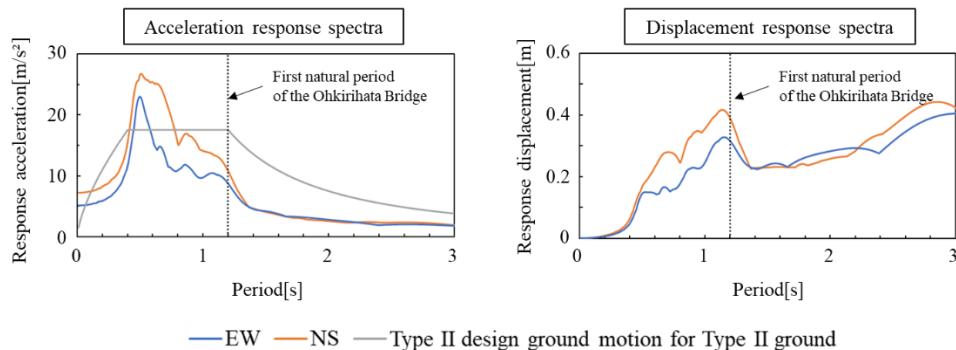 Acceleration response spectra
Response acceleration[m/s²]
30
20
10
0
0
1
2
3
First natural period
of the Ohkirihata Bridge
Period[s]
Displacement response spectra
Response displacement[m]
0.6
0.4
0.2
0
0
1
2
3
First natural period
of the Ohkirihata Bridge
Period[s]
EW NS Type II design ground motion for Type II ground